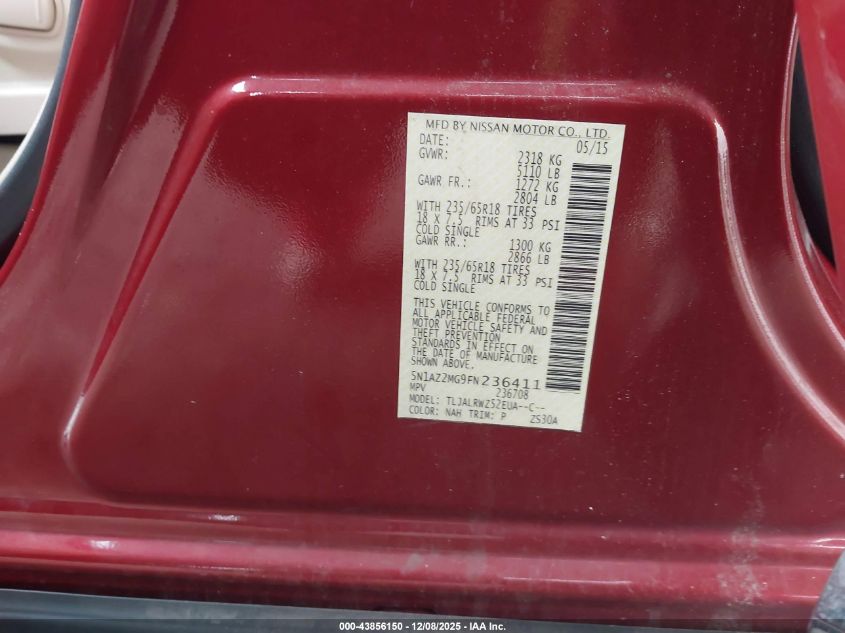 MFD BY NISSAN MOTOR CO., LTD.
DATE: 05/15
GVWR: 2318 KG
5110 LB
GAWR FR.: 1272 KG
2804 LB
WITH 235/65R18 TIRES
18 X 7.5 RIMS AT 33 PSI
COLD SINGLE
GAWR RR.: 1300 KG
2866 LB
WITH 235/65R18 TIRES
18 X 7.5 RIMS AT 33 PSI
COLD SINGLE
THIS VEHICLE CONFORMS TO
ALL APPLICABLE FEDERAL
MOTOR VEHICLE SAFETY AND
THEFT PREVENTION
STANDARDS IN EFFECT ON
THE DATE OF MANUFACTURE
SHOWN ABOVE.
5N1AZ2MG9FN236411
MPV 236708
MODEL: TLJALRWZ52EUA--C--
COLOR: NAH TRIM: P ZS30A
000-43856150 - 12/08/2025 - IAA Inc.